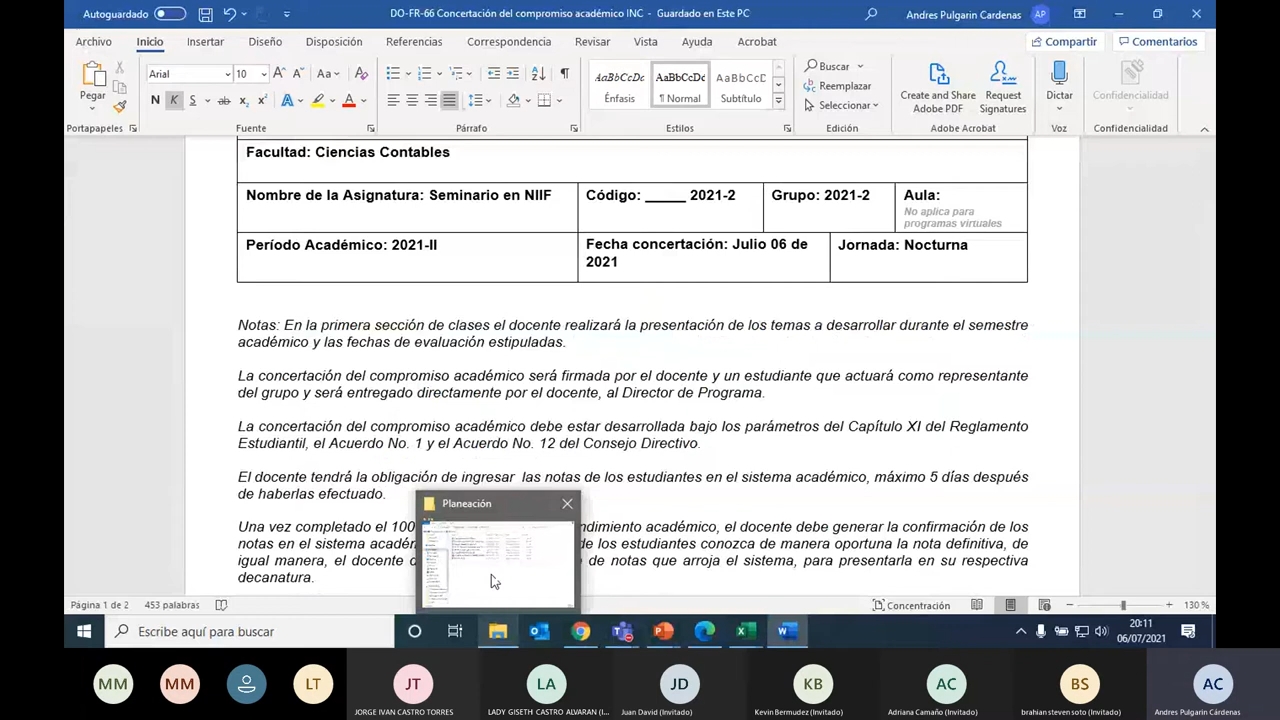 Autoguardado
DO-FR-66 Concertación del compromiso académico INC - Guardado en Este PC
Andres Pulgarin Cardenas AP
Archivo Inicio Insertar Diseño Disposición Referencias Correspondencia Revisar Vista Ayuda Acrobat Compartir Comentarios
Pegar
Portapapeles
Arial 10
Aa
N K S ab x₂ x² A A
Fuente
Párrafo
AaBbCcDc AaBbCcDc AaBbCcD
Énfasis ¶ Normal Subtítulo
Estilos
Buscar
Reemplazar
Seleccionar
Edición
Create and Share Adobe PDF
Request Signatures
Adobe Acrobat
Dictar
Voz
Confidencialidad
Confidencialidad
Facultad: Ciencias Contables
Nombre de la Asignatura: Seminario en NIIF Código: _____ 2021-2 Grupo: 2021-2 Aula:
No aplica para
programas virtuales
Período Académico: 2021-II Fecha concertación: Julio 06 de Jornada: Nocturna
2021
Notas: En la primera sección de clases el docente realizará la presentación de los temas a desarrollar durante el semestre
académico y las fechas de evaluación estipuladas.
La concertación del compromiso académico será firmada por el docente y un estudiante que actuará como representante
del grupo y será entregado directamente por el docente, al Director de Programa.
La concertación del compromiso académico debe estar desarrollada bajo los parámetros del Capítulo XI del Reglamento
Estudiantil, el Acuerdo No. 1 y el Acuerdo No. 12 del Consejo Directivo.
El docente tendrá la obligación de ingresar las notas de los estudiantes en el sistema académico, máximo 5 días después
de haberlas efectuado.
Planeación
Una vez completado el 100 ndimiento académico, el docente debe generar la confirmación de los
notas en el sistema acadé de los estudiantes conozca de manera oportuna la nota definitiva, de
igual manera, el docente d de notas que arroja el sistema, para presentarla en su respectiva
decanatura.
Página 1 de 2 453 palabras Concentración 130 %
Escribe aquí para buscar
20:11
06/07/2021
MM MM LT JT LA JD KB AC BS AC
JORGE IVAN CASTRO TORRES LADY GISETH CASTRO ALVARAN (I... Juan David (Invitado) Kevin Bermudez (Invitado) Adriana Camaño (Invitado) brahian steven soto (Invitado) Andres Pulgarin Cárdenas